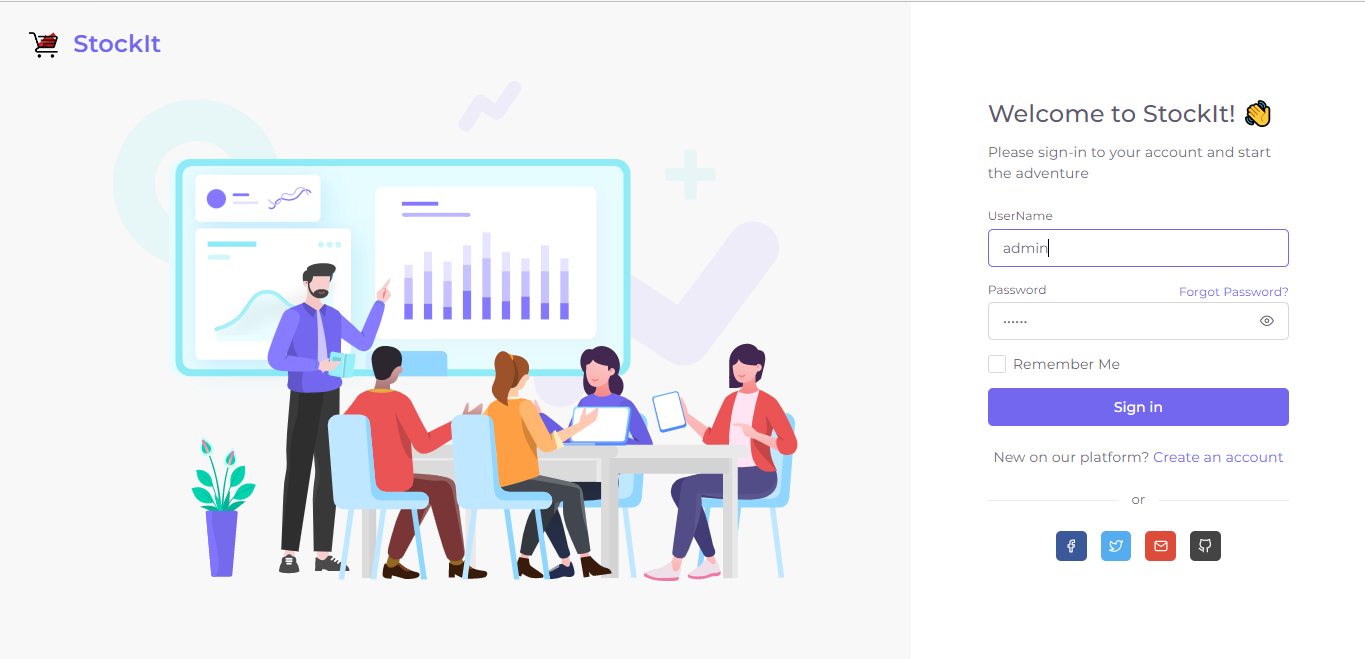 StockIt
Welcome to StockIt!
Please sign-in to your account and start
the adventure
UserName
admin
Password
Forgot Password?
······
Remember Me
Sign in
New on our platform? Create an account
or